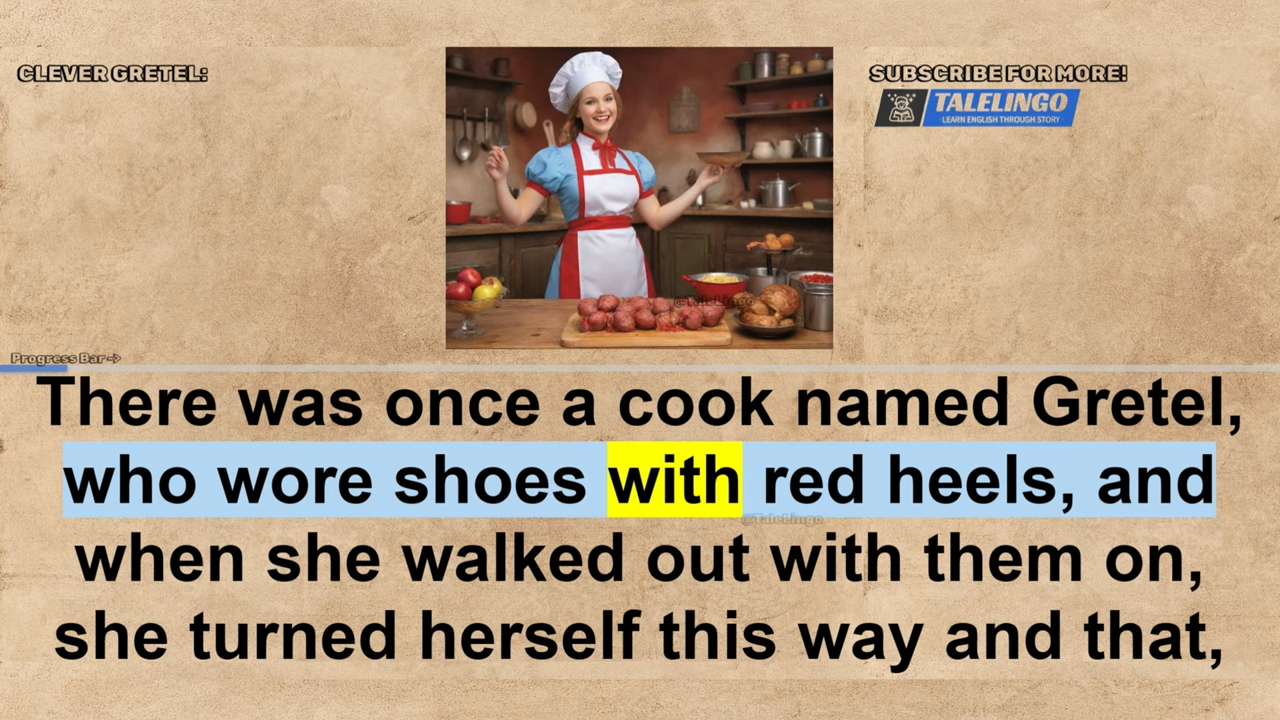 CLEVER GRETEL:
SUBSCRIBE FOR MORE!
TALELINGO
·LEARN ENGLISH THROUGH STORY·
@TaleLingo
Progress Bar->
There was once a cook named Gretel,
who wore shoes with red heels, and
@TaleLingo
when she walked out with them on,
she turned herself this way and that,